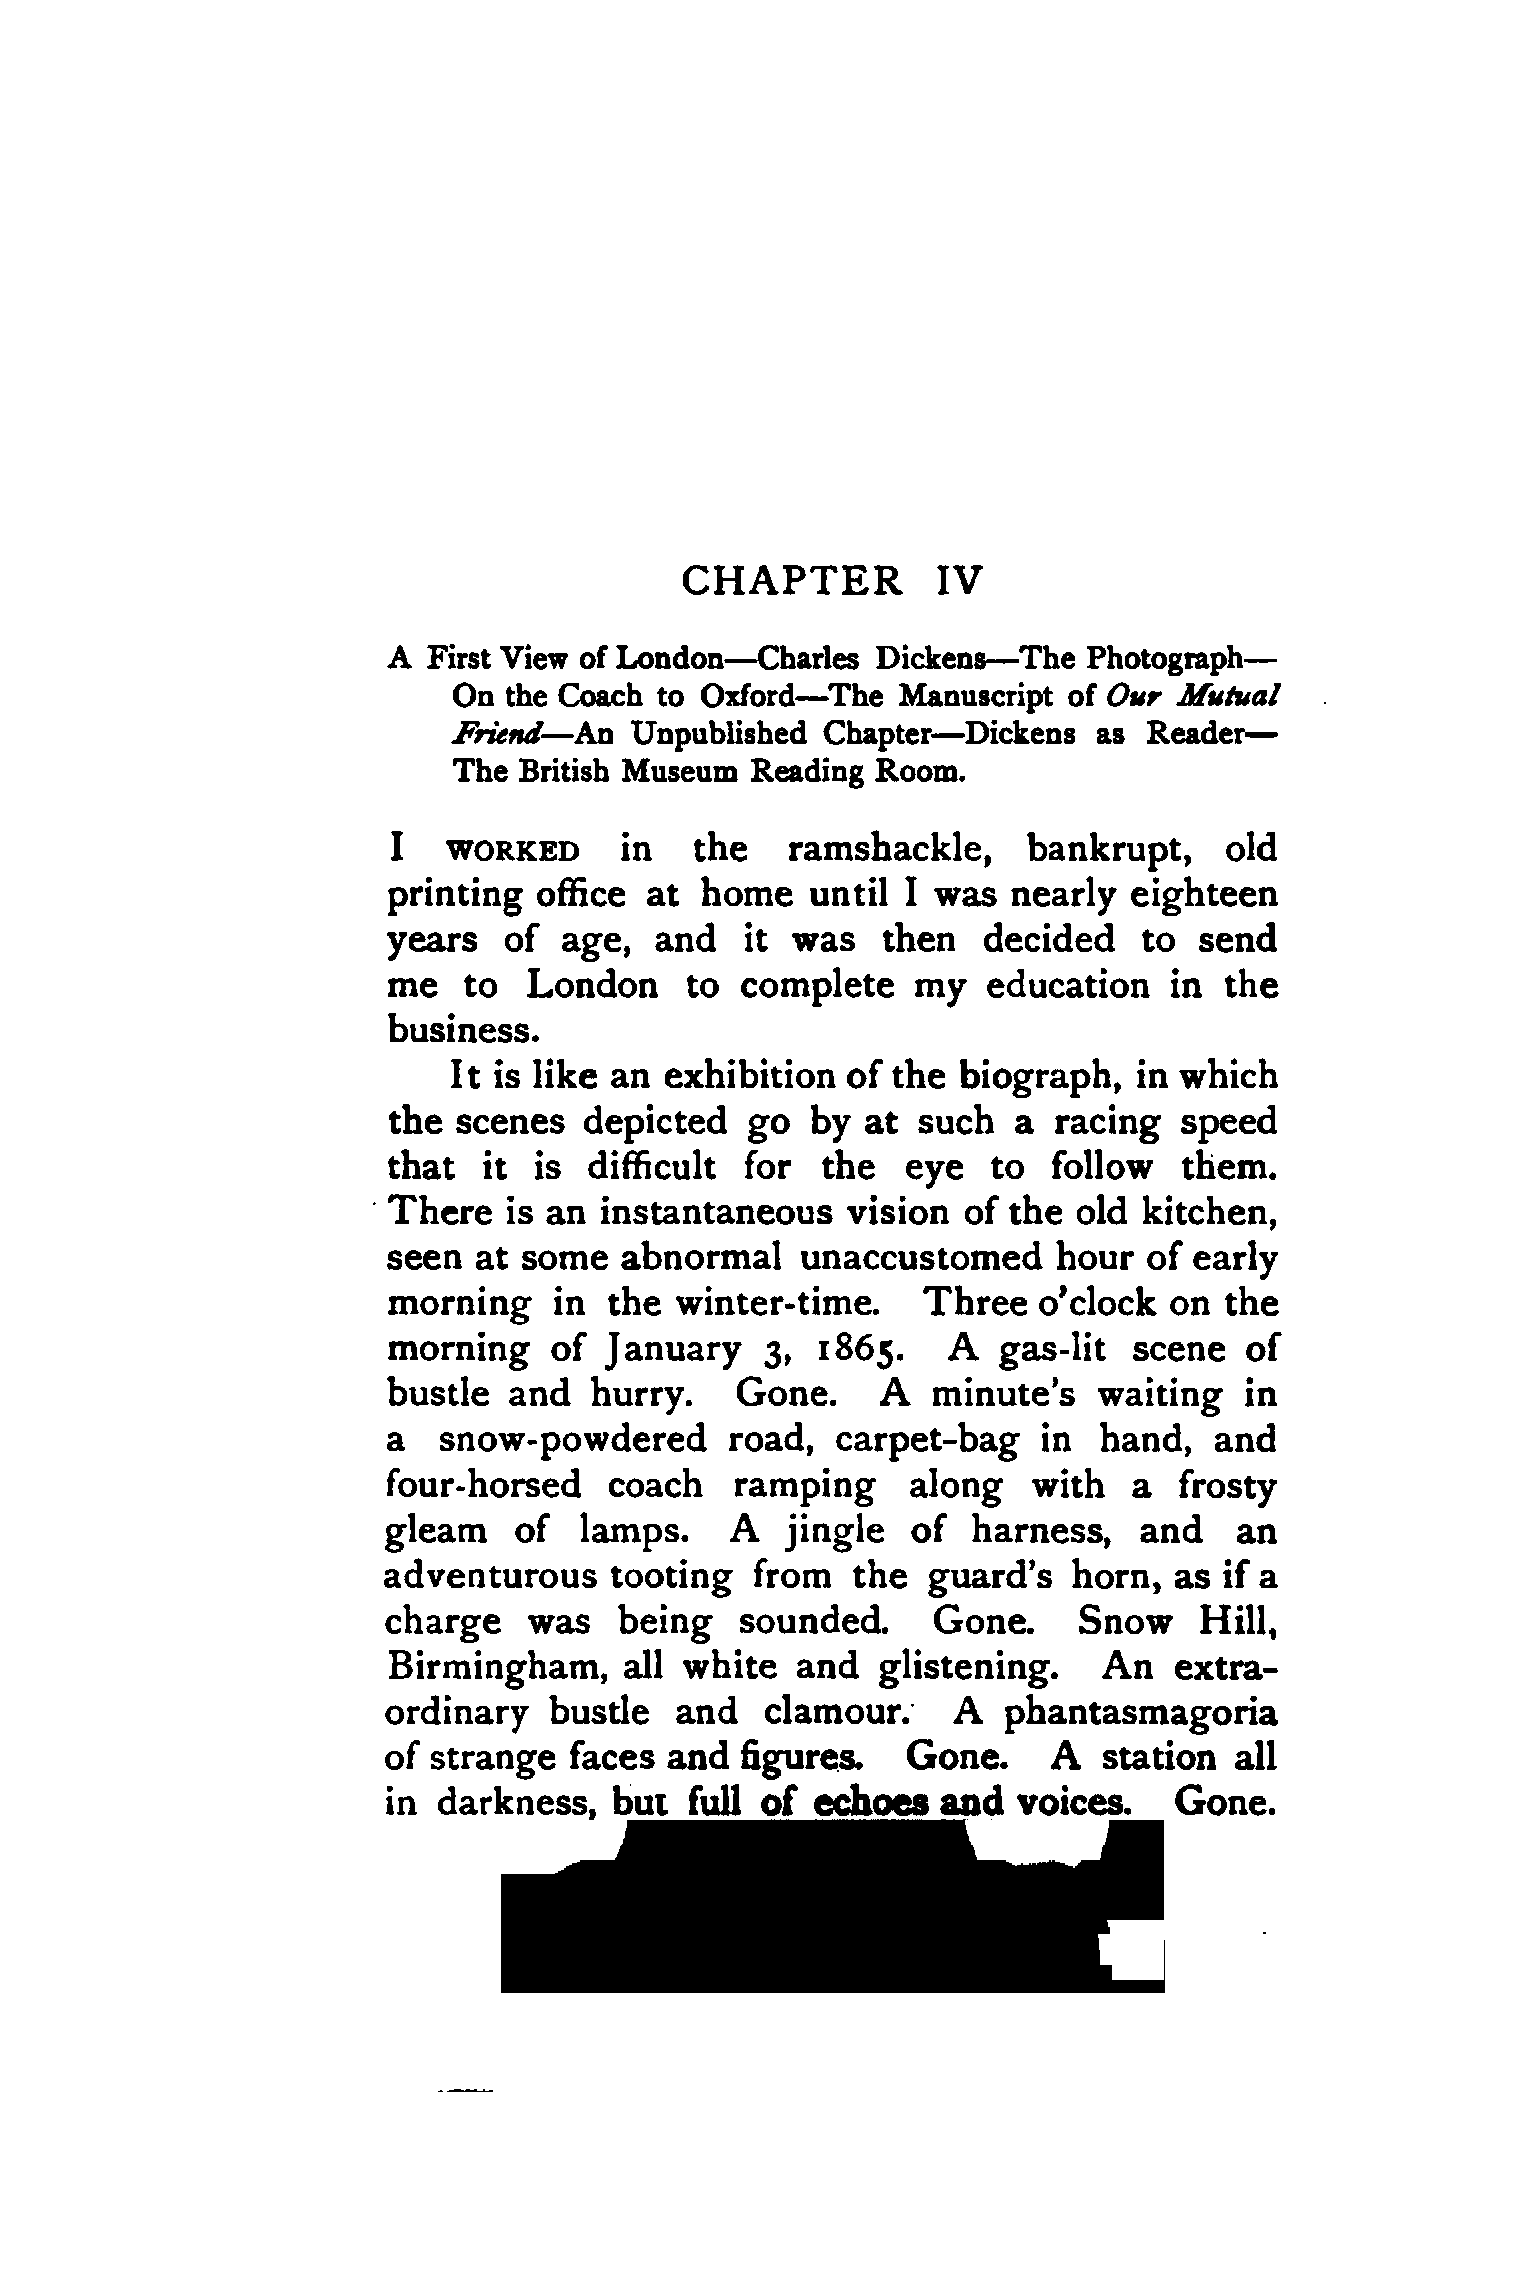 CHAPTER IV
A First View of London—Charles Dickens—The Photograph—
On the Coach to Oxford—The Manuscript of Our Mutual
Friend—An Unpublished Chapter—Dickens as Reader—
The British Museum Reading Room.
I WORKED in the ramshackle, bankrupt, old
printing office at home until I was nearly eighteen
years of age, and it was then decided to send
me to London to complete my education in the
business.
It is like an exhibition of the biograph, in which
the scenes depicted go by at such a racing speed
that it is difficult for the eye to follow them.
There is an instantaneous vision of the old kitchen,
seen at some abnormal unaccustomed hour of early
morning in the winter-time. Three o'clock on the
morning of January 3, 1865. A gas-lit scene of
bustle and hurry. Gone. A minute's waiting in
a snow-powdered road, carpet-bag in hand, and
four-horsed coach ramping along with a frosty
gleam of lamps. A jingle of harness, and an
adventurous tooting from the guard's horn, as if a
charge was being sounded. Gone. Snow Hill,
Birmingham, all white and glistening. An extra-
ordinary bustle and clamour. A phantasmagoria
of strange faces and figures. Gone. A station all
in darkness, but full of echoes and voices. Gone.